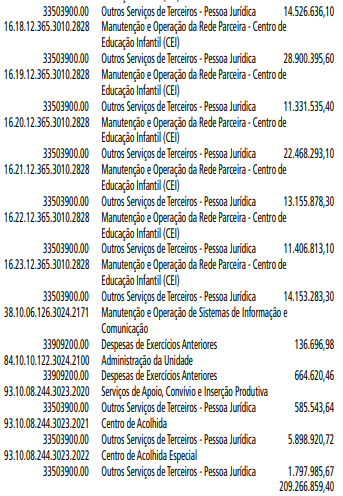 33503900.00 Outros Serviços de Terceiros - Pessoa Jurídica 14.526.636,10
16.18.12.365.3010.2828 Manutenção e Operação da Rede Parceira - Centro de
Educação Infantil (CEI)
33503900.00 Outros Serviços de Terceiros - Pessoa Jurídica 28.900.395,60
16.19.12.365.3010.2828 Manutenção e Operação da Rede Parceira - Centro de
Educação Infantil (CEI)
33503900.00 Outros Serviços de Terceiros - Pessoa Jurídica 11.331.535,40
16.20.12.365.3010.2828 Manutenção e Operação da Rede Parceira - Centro de
Educação Infantil (CEI)
33503900.00 Outros Serviços de Terceiros - Pessoa Jurídica 22.468.293,10
16.21.12.365.3010.2828 Manutenção e Operação da Rede Parceira - Centro de
Educação Infantil (CEI)
33503900.00 Outros Serviços de Terceiros - Pessoa Jurídica 13.155.878,30
16.22.12.365.3010.2828 Manutenção e Operação da Rede Parceira - Centro de
Educação Infantil (CEI)
33503900.00 Outros Serviços de Terceiros - Pessoa Jurídica 11.406.813,10
16.23.12.365.3010.2828 Manutenção e Operação da Rede Parceira - Centro de
Educação Infantil (CEI)
33503900.00 Outros Serviços de Terceiros - Pessoa Jurídica 14.153.283,30
38.10.06.126.3024.2171 Manutenção e Operação de Sistemas de Informação e
Comunicação
33909200.00 Despesas de Exercícios Anteriores 136.696,98
84.10.10.122.3024.2100 Administração da Unidade
33909200.00 Despesas de Exercícios Anteriores 664.620,46
93.10.08.244.3023.2020 Serviços de Apoio, Convívio e Inserção Produtiva
33503900.00 Outros Serviços de Terceiros - Pessoa Jurídica 585.543,64
93.10.08.244.3023.2021 Centro de Acolhida
33503900.00 Outros Serviços de Terceiros - Pessoa Jurídica 5.898.920,72
93.10.08.244.3023.2022 Centro de Acolhida Especial
33503900.00 Outros Serviços de Terceiros - Pessoa Jurídica 1.797.985,67
209.266.859,40